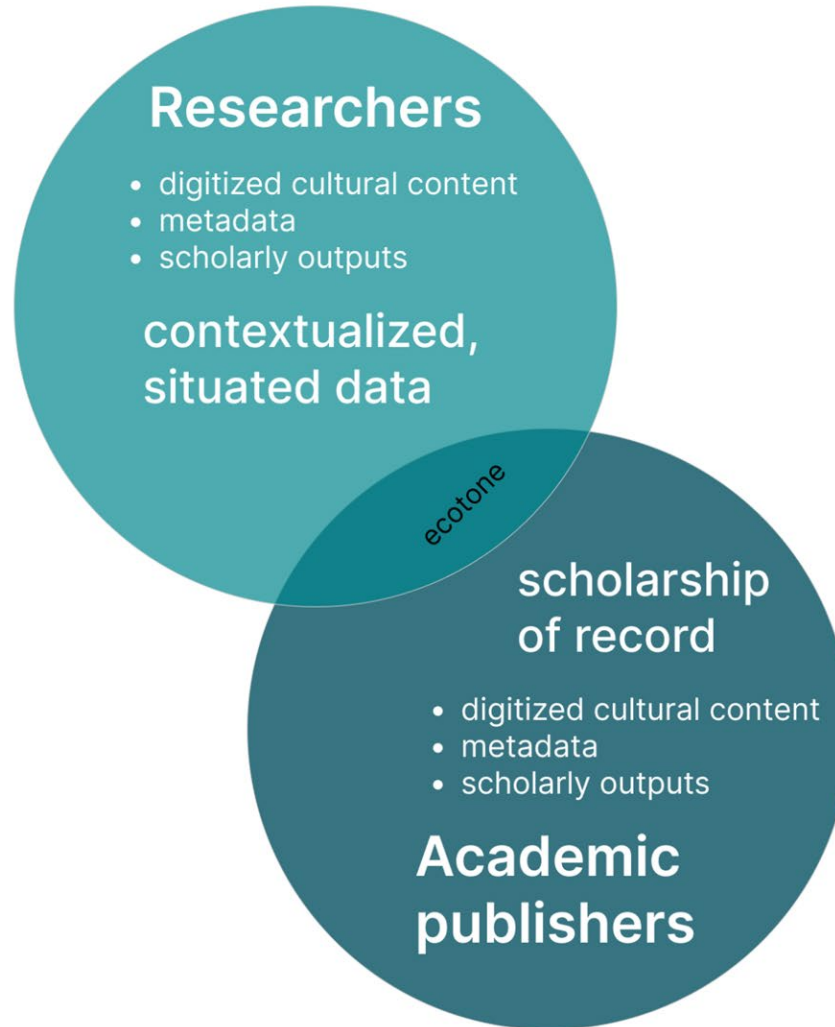 Researchers
• digitized cultural content
• metadata
• scholarly outputs
contextualized,
situated data
ecotone
scholarship
of record
• digitized cultural content
• metadata
• scholarly outputs
Academic
publishers